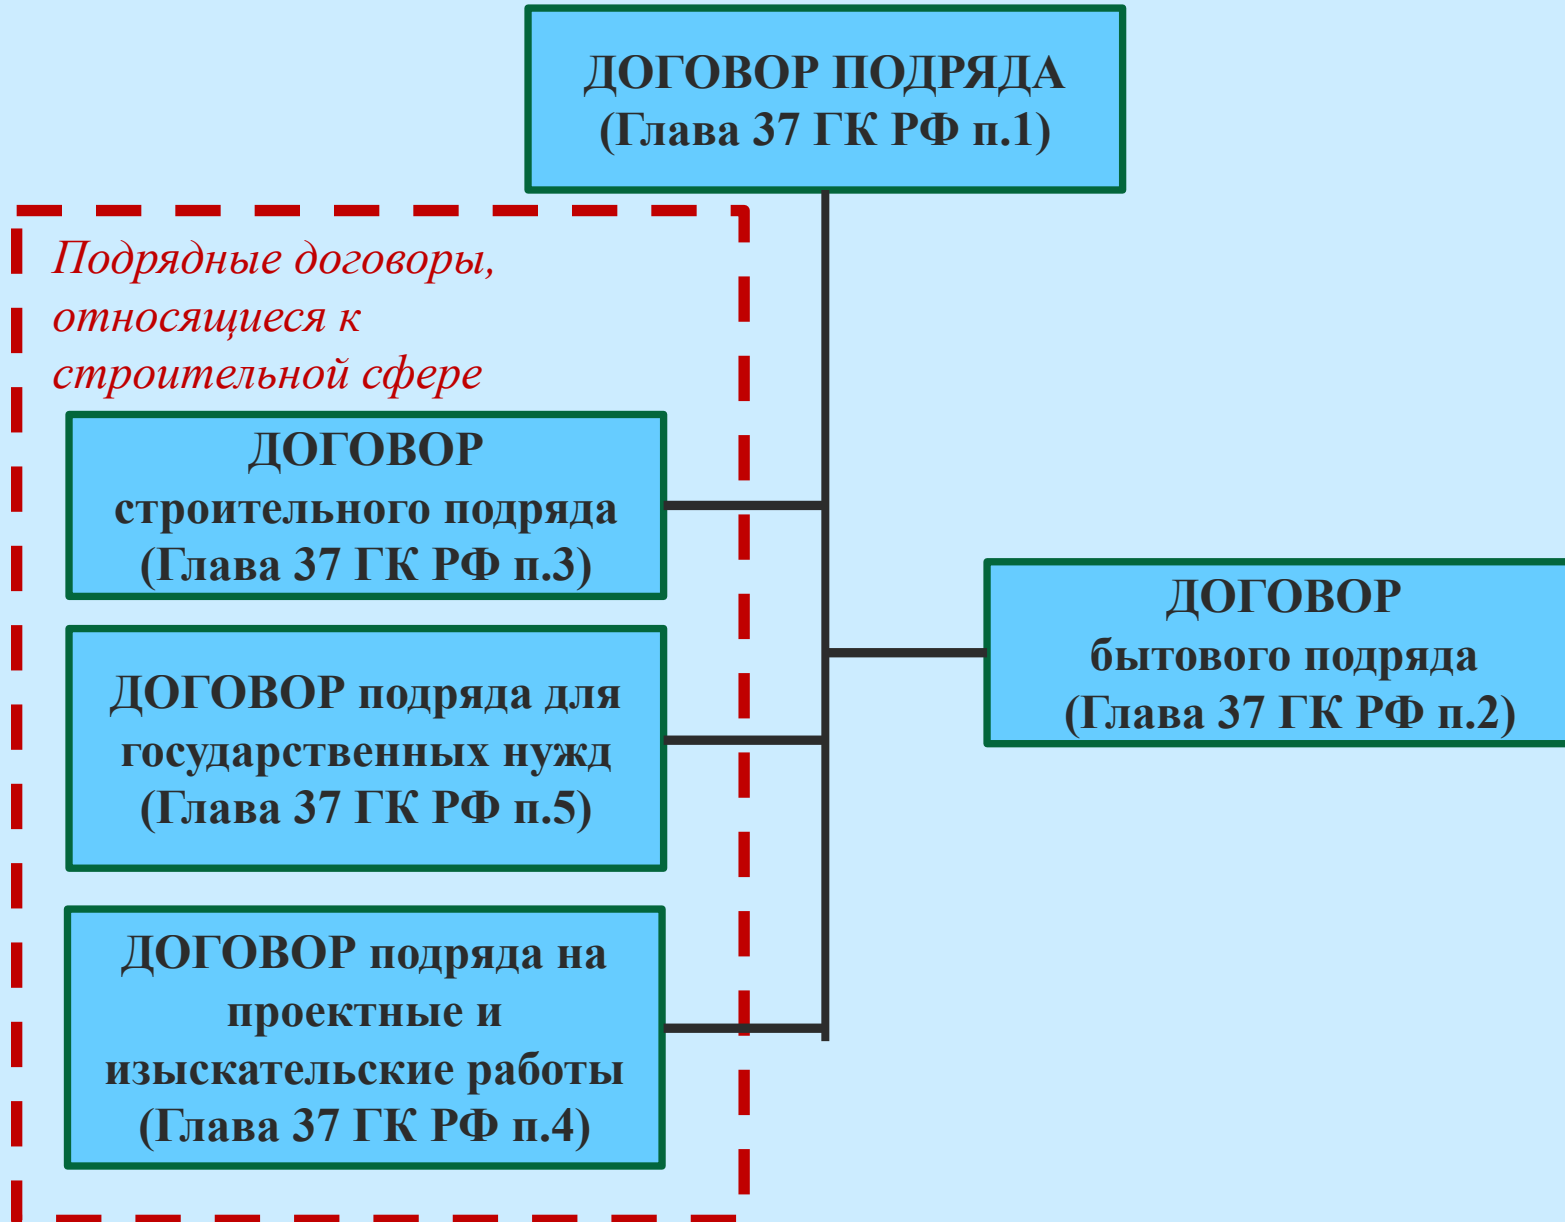 ДОГОВОР ПОДРЯДА
(Глава 37 ГК РФ п.1)
Подрядные договоры,
относящиеся к
строительной сфере
ДОГОВОР
строительного подряда
(Глава 37 ГК РФ п.3)
ДОГОВОР
бытового подряда
(Глава 37 ГК РФ п.2)
ДОГОВОР подряда для
государственных нужд
(Глава 37 ГК РФ п.5)
ДОГОВОР подряда на
проектные и
изыскательские работы
(Глава 37 ГК РФ п.4)